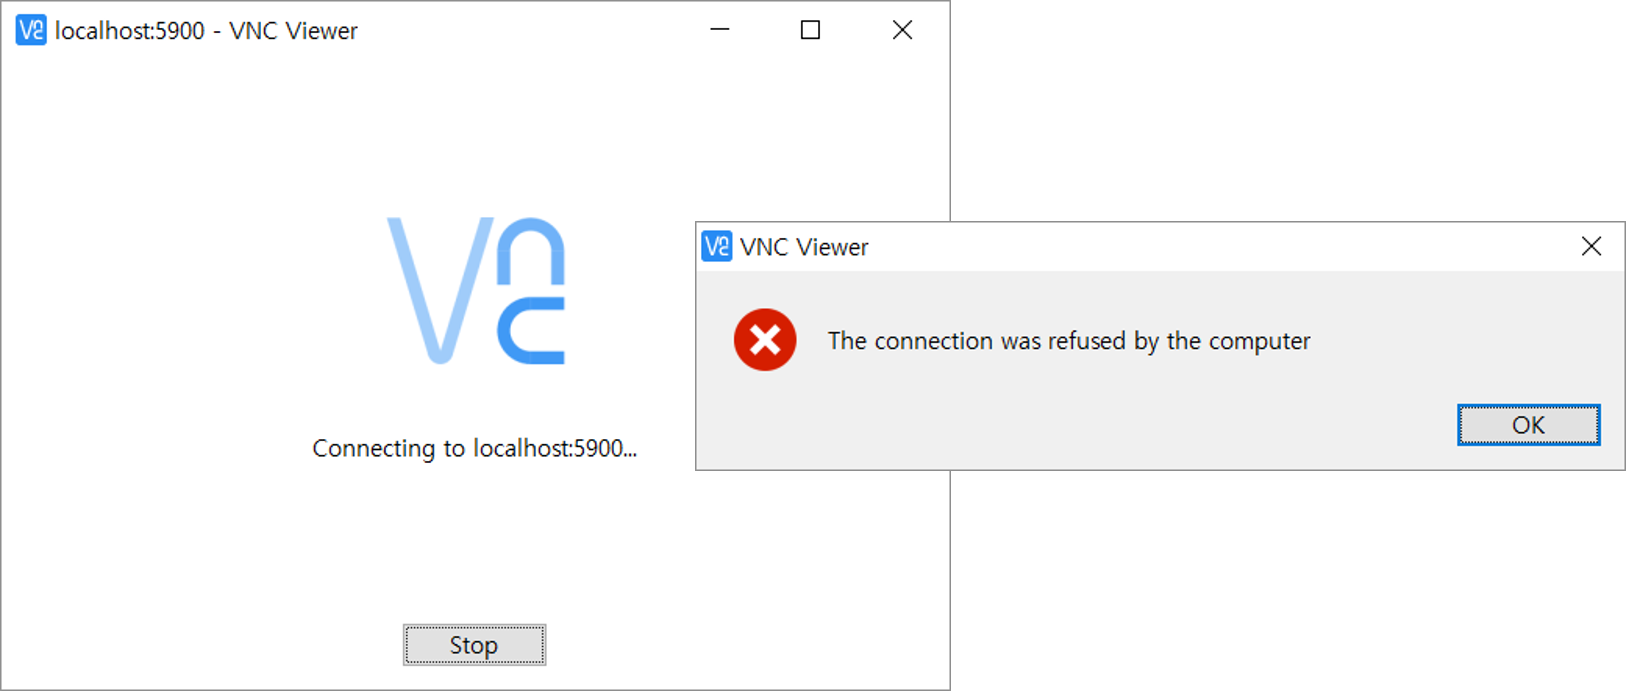 localhost:5900 - VNC Viewer
VNC
Connecting to localhost:5900...
Stop
VNC Viewer
The connection was refused by the computer
OK